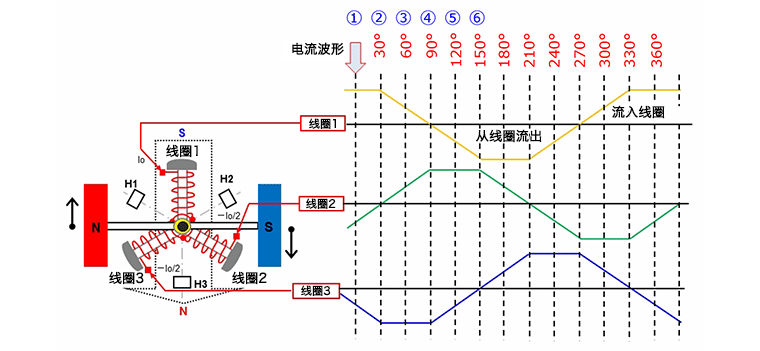 ① ② ③ ④ ⑤ ⑥
电流波形
30° 60° 90° 120° 150° 180° 210° 240° 270° 300° 330° 360°
线圈1
流入线圈
从线圈流出
S
线圈1
Io
H1
H2
线圈2
−Io/2
N
S
−Io/2
线圈3
线圈2
H3
线圈3
N